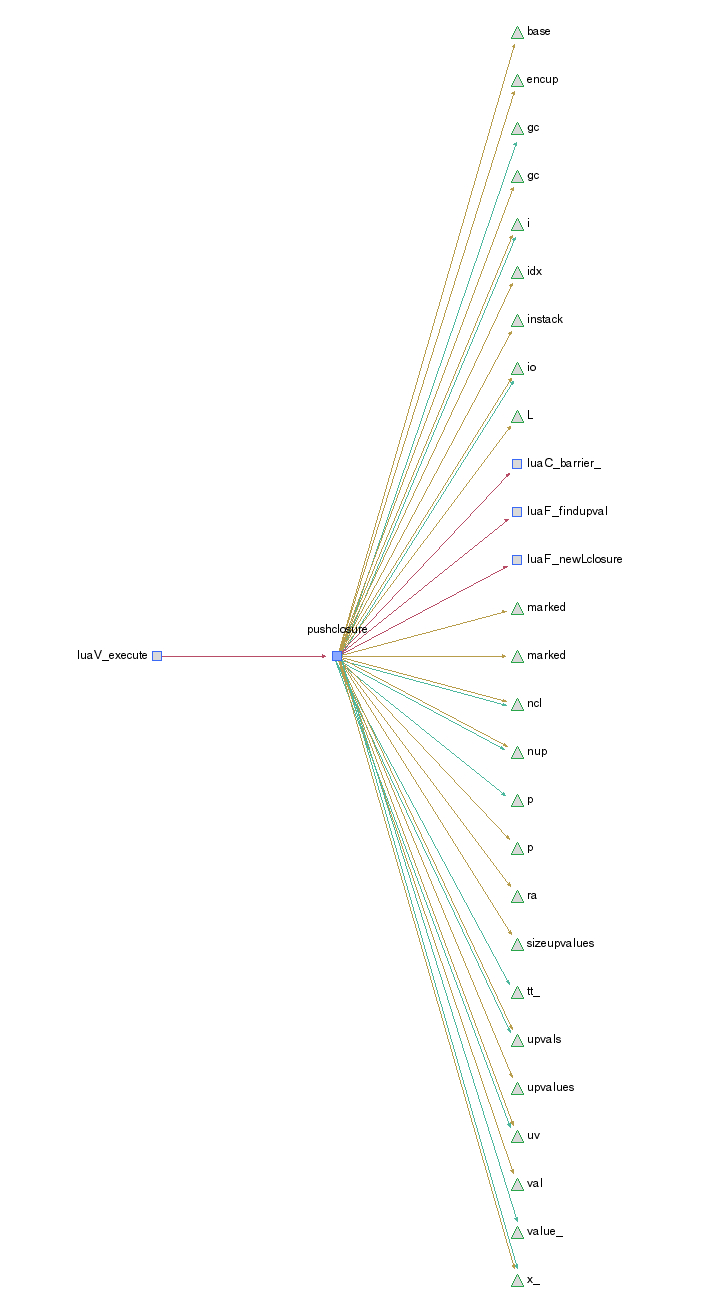 base
encup
gc
gc
i
idx
instack
io
L
luaC_barrier_
luaF_findupval
luaF_newLclosure
marked
pushclosure
luaV_execute
marked
ncl
nup
p
p
ra
sizeupvalues
tt_
upvals
upvalues
uv
val
value_
x_